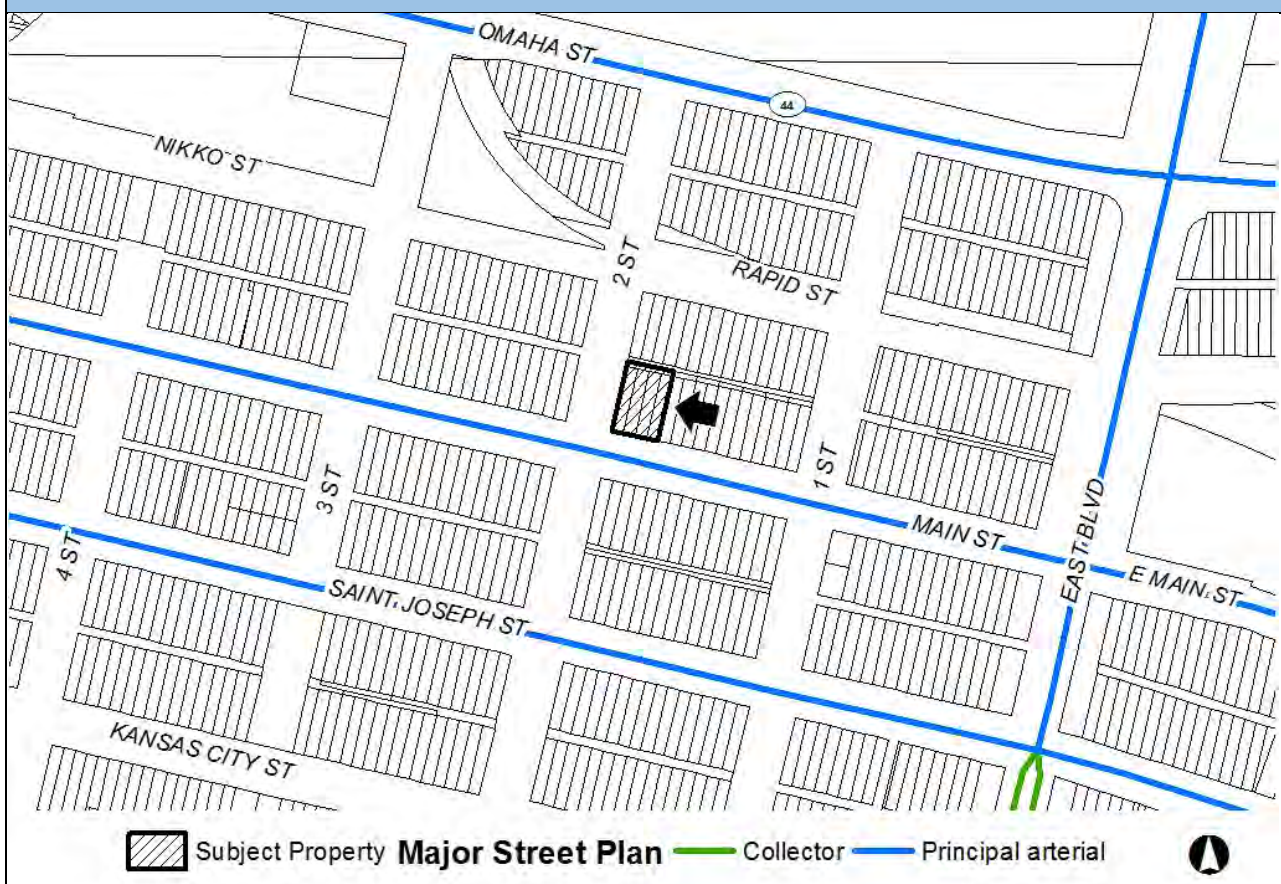 OMAHA ST
44
NIKKO ST
2 ST
RAPID ST
1 ST
3 ST
MAIN ST
EAST BLVD
E MAIN ST
4 ST
SAINT JOSEPH ST
KANSAS CITY ST
Subject Property Major Street Plan Collector Principal arterial